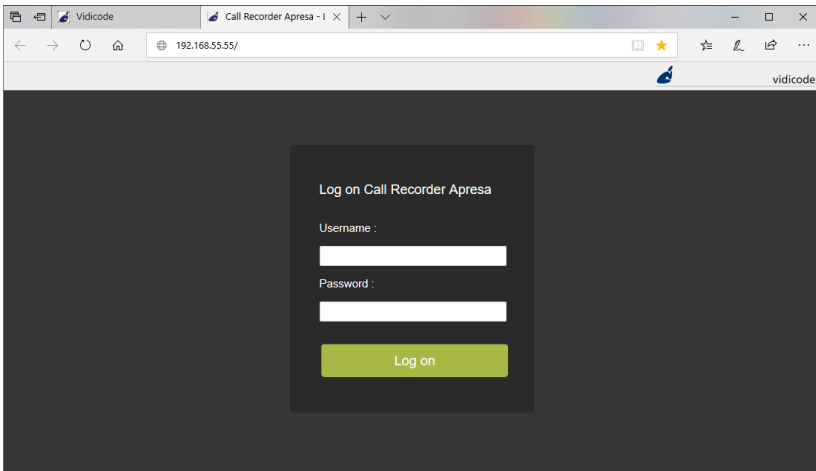 Vidicode
Call Recorder Apresa - l
192.168.55.55/
vidicode
Log on Call Recorder Apresa
Username :
Password :
Log on